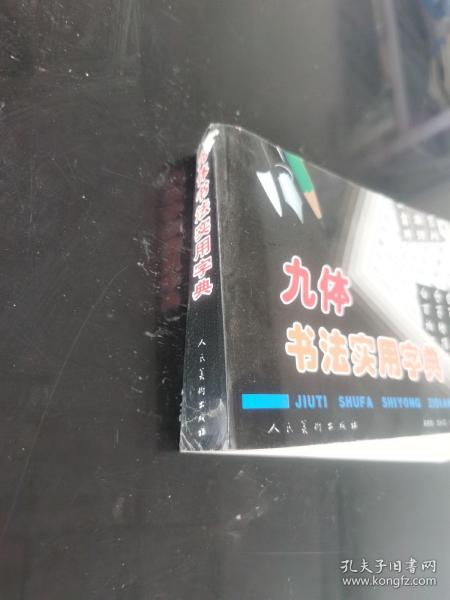 九体书法实用字典
人民美术出版社
九体
书法实用字典
JIUTI SHUFA SHIYONG ZIDIAN
人民美术出版社
孔夫子旧书网
www.kongfz.com